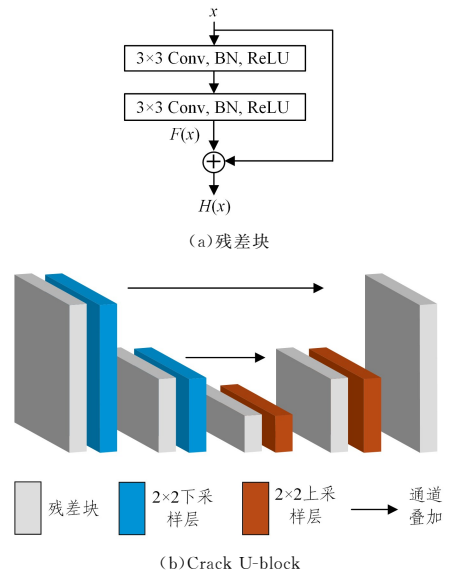 x
3×3 Conv, BN, ReLU
3×3 Conv, BN, ReLU
F(x)
H(x)
(a)残差块
残差块
2×2下采
样层
2×2上采
样层
通道
叠加
(b)Crack U-block